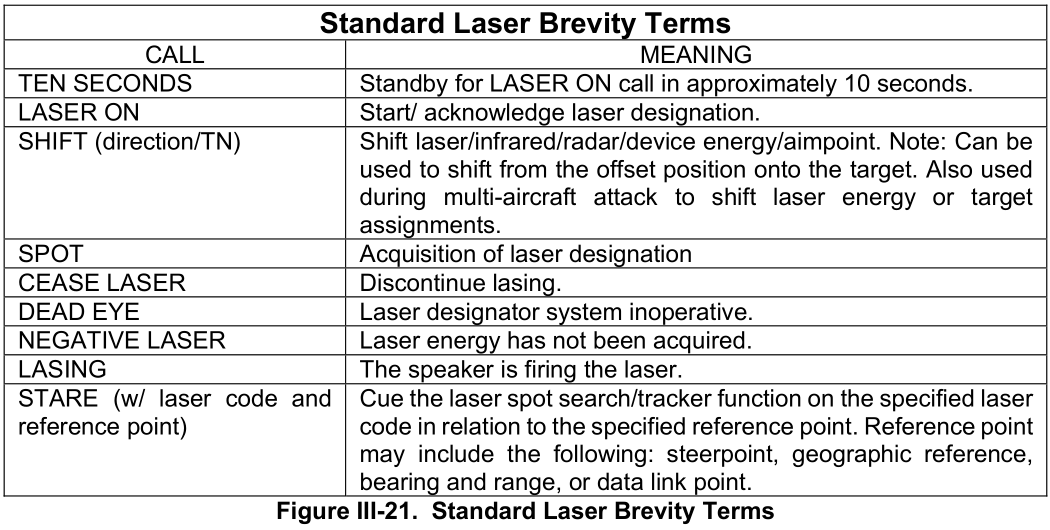 Standard Laser Brevity Terms
CALL MEANING
TEN SECONDS Standby for LASER ON call in approximately 10 seconds.
LASER ON Start/ acknowledge laser designation.
SHIFT (direction/TN) Shift laser/infrared/radar/device energy/aimpoint. Note: Can be
used to shift from the offset position onto the target. Also used
during multi-aircraft attack to shift laser energy or target
assignments.
SPOT Acquisition of laser designation
CEASE LASER Discontinue lasing.
DEAD EYE Laser designator system inoperative.
NEGATIVE LASER Laser energy has not been acquired.
LASING The speaker is firing the laser.
STARE (w/ laser code and Cue the laser spot search/tracker function on the specified laser
reference point) code in relation to the specified reference point. Reference point
may include the following: steerpoint, geographic reference,
bearing and range, or data link point.
Figure III-21. Standard Laser Brevity Terms